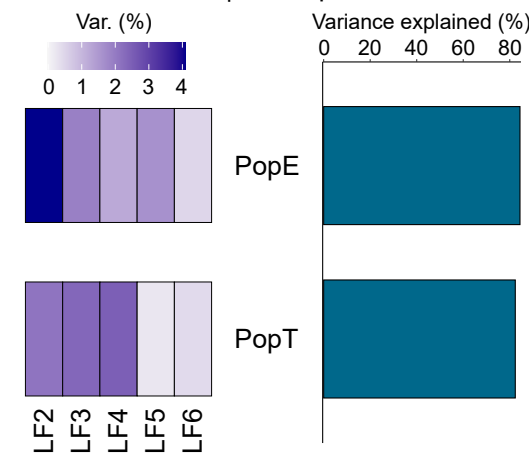 Var. (%)
0 1 2 3 4
Variance explained (%)
0 20 40 60 80
PopE
PopT
LF2
LF3
LF4
LF5
LF6